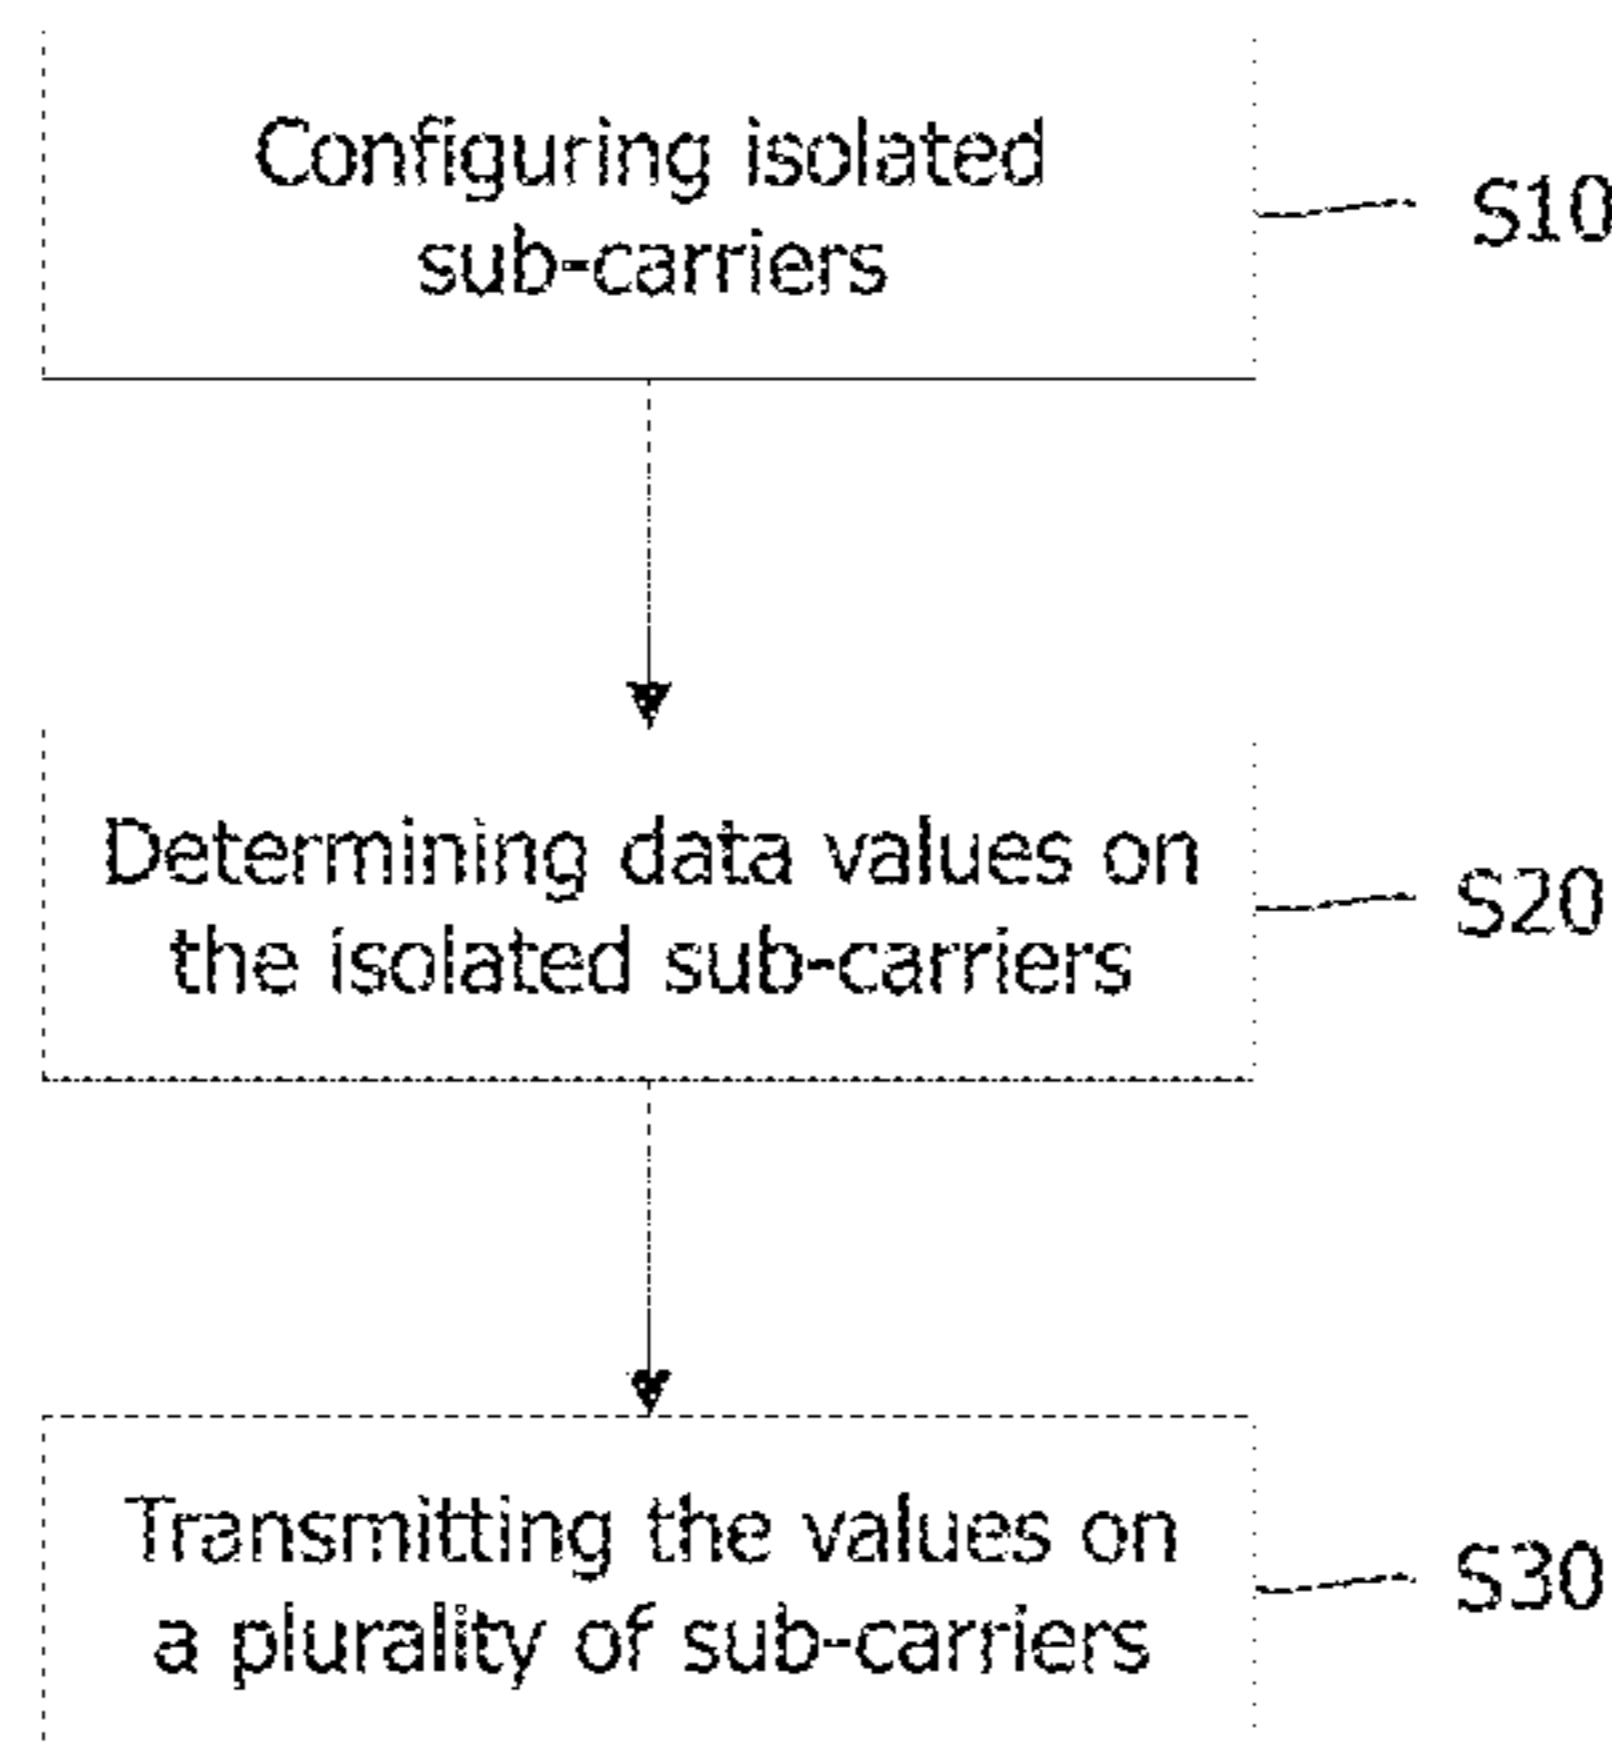 Configuring isolated
sub-carriers
S10
Determining data values on
the isolated sub-carriers
S20
Transmitting the values on
a plurality of sub-carriers
S30